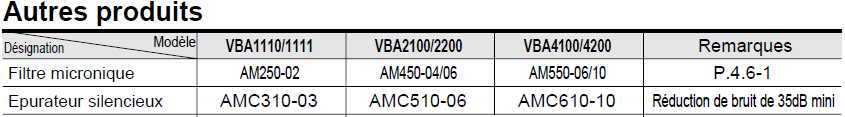 Autres produits
Désignation Modèle VBA1110/1111 VBA2100/2200 VBA4100/4200 Remarques
Filtre micronique AM250-02 AM450-04/06 AM550-06/10 P.4.6-1
Epurateur silencieux AMC310-03 AMC510-06 AMC610-10 Réduction de bruit de 35dB mini